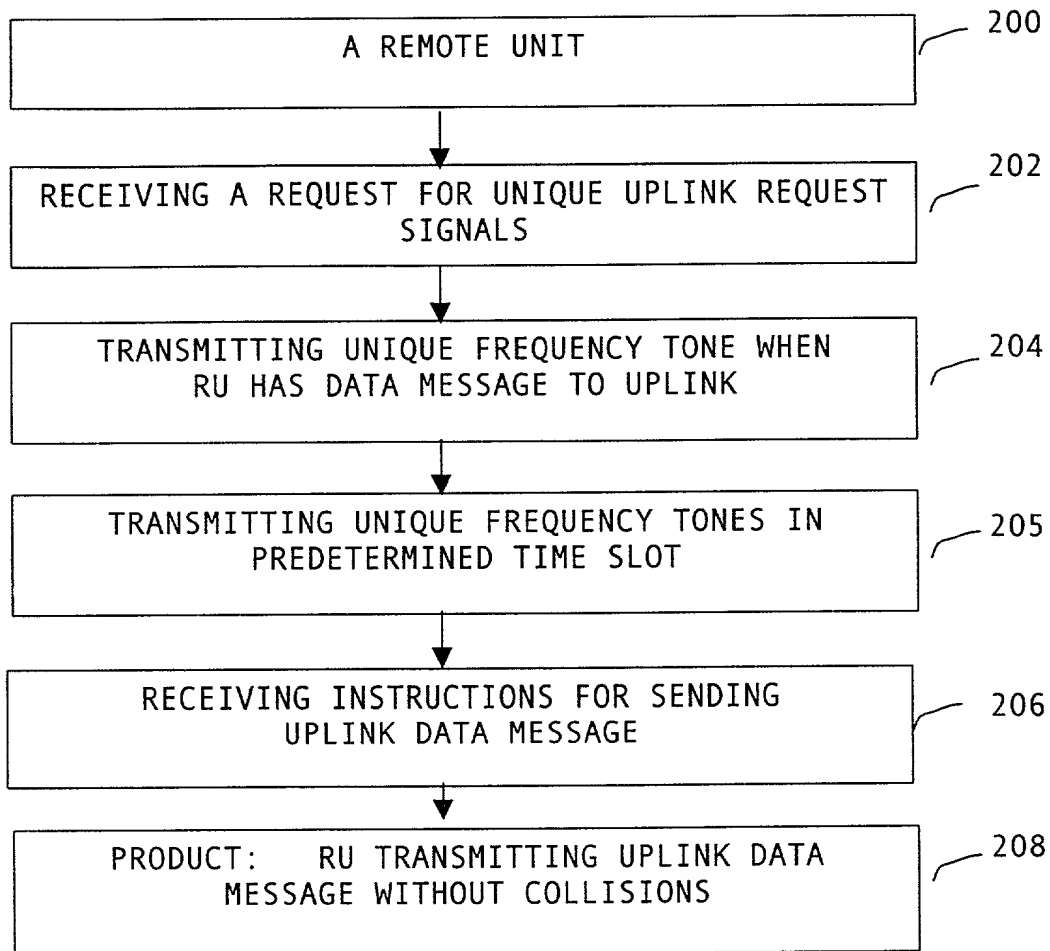 A REMOTE UNIT
200
RECEIVING A REQUEST FOR UNIQUE UPLINK REQUEST
SIGNALS
202
TRANSMITTING UNIQUE FREQUENCY TONE WHEN
RU HAS DATA MESSAGE TO UPLINK
204
TRANSMITTING UNIQUE FREQUENCY TONES IN
PREDETERMINED TIME SLOT
205
RECEIVING INSTRUCTIONS FOR SENDING
UPLINK DATA MESSAGE
206
PRODUCT: RU TRANSMITTING UPLINK DATA
MESSAGE WITHOUT COLLISIONS
208